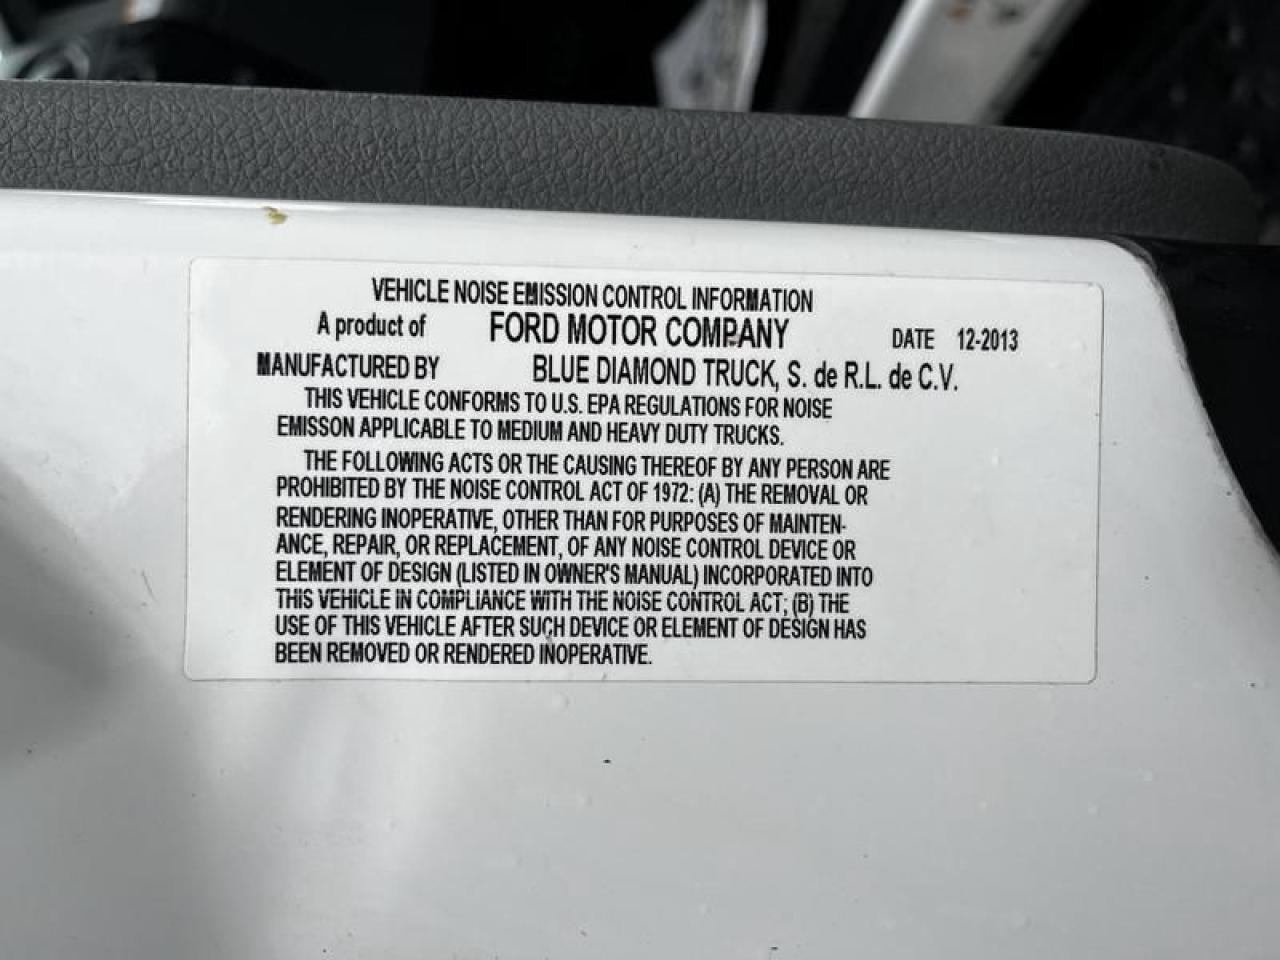 VEHICLE NOISE EMISSION CONTROL INFORMATION
A product of FORD MOTOR COMPANY DATE 12-2013
MANUFACTURED BY BLUE DIAMOND TRUCK, S. de R.L. de C.V.
THIS VEHICLE CONFORMS TO U.S. EPA REGULATIONS FOR NOISE
EMISSON APPLICABLE TO MEDIUM AND HEAVY DUTY TRUCKS.
THE FOLLOWING ACTS OR THE CAUSING THEREOF BY ANY PERSON ARE
PROHIBITED BY THE NOISE CONTROL ACT OF 1972: (A) THE REMOVAL OR
RENDERING INOPERATIVE, OTHER THAN FOR PURPOSES OF MAINTEN-
ANCE, REPAIR, OR REPLACEMENT, OF ANY NOISE CONTROL DEVICE OR
ELEMENT OF DESIGN (LISTED IN OWNER'S MANUAL) INCORPORATED INTO
THIS VEHICLE IN COMPLIANCE WITH THE NOISE CONTROL ACT; (B) THE
USE OF THIS VEHICLE AFTER SUCH DEVICE OR ELEMENT OF DESIGN HAS
BEEN REMOVED OR RENDERED INOPERATIVE.